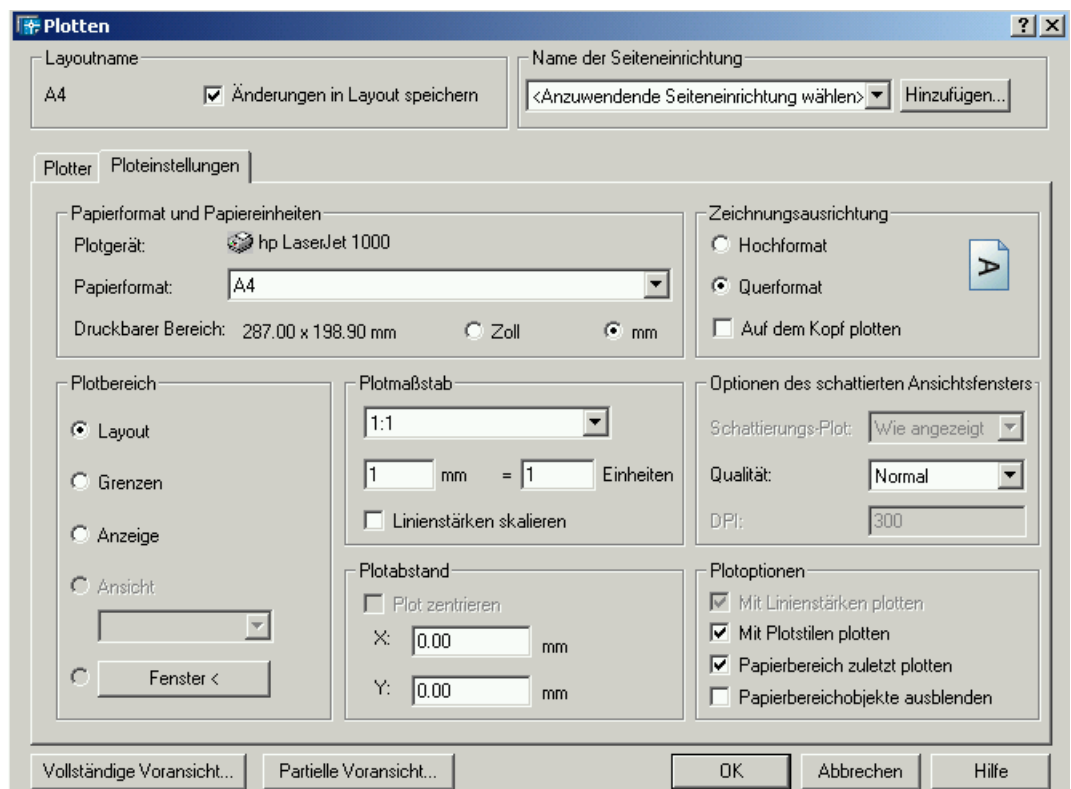 Plotten
Layoutname
A4
Änderungen in Layout speichern
Name der Seiteneinrichtung
<Anzuwendende Seiteneinrichtung wählen>
Hinzufügen...
Plotter
Ploteinstellungen
Papierformat und Papiereinheiten
Plotgerät:
hp LaserJet 1000
Papierformat:
A4
Druckbarer Bereich:
287.00 x 198.90 mm
Zoll
mm
Zeichnungsausrichtung
Hochformat
Querformat
Auf dem Kopf plotten
A
Plotbereich
Layout
Grenzen
Anzeige
Ansicht
Fenster <
Plotmaßstab
1:1
1 mm = 1 Einheiten
Linienstärken skalieren
Plotabstand
Plot zentrieren
X: 0.00 mm
Y: 0.00 mm
Optionen des schattierten Ansichtsfensters
Schattierungs-Plot: Wie angezeigt
Qualität: Normal
DPI: 300
Plotoptionen
Mit Linienstärken plotten
Mit Plotstilen plotten
Papierbereich zuletzt plotten
Papierbereichobjekte ausblenden
Vollständige Voransicht...
Partielle Voransicht...
OK
Abbrechen
Hilfe